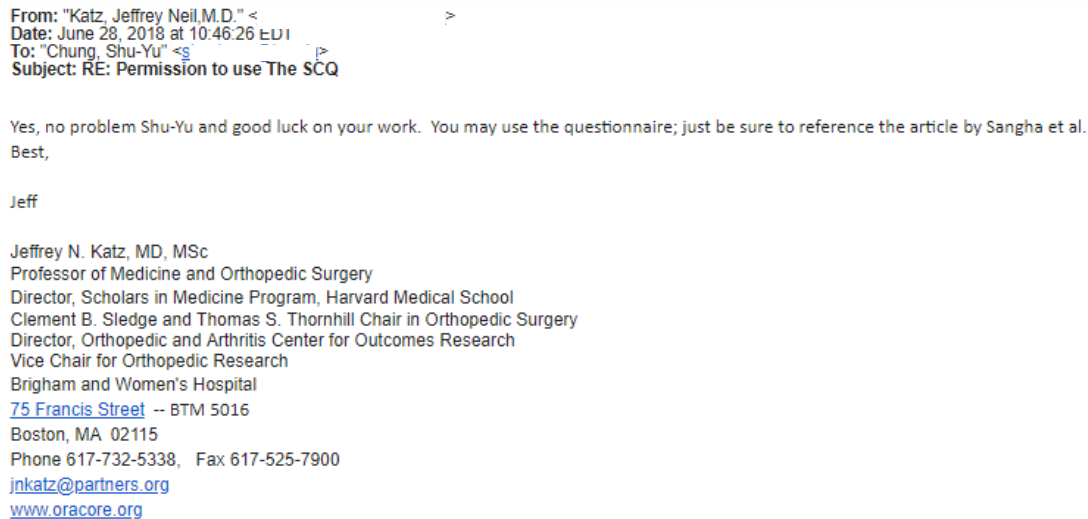 From: "Katz, Jeffrey Neil,M.D." < >
Date: June 28, 2018 at 10:46:26 EDT
To: "Chung, Shu-Yu" <s >
Subject: RE: Permission to use The SCQ
Yes, no problem Shu-Yu and good luck on your work. You may use the questionnaire; just be sure to reference the article by Sangha et al.
Best,
Jeff
Jeffrey N. Katz, MD, MSc
Professor of Medicine and Orthopedic Surgery
Director, Scholars in Medicine Program, Harvard Medical School
Clement B. Sledge and Thomas S. Thornhill Chair in Orthopedic Surgery
Director, Orthopedic and Arthritis Center for Outcomes Research
Vice Chair for Orthopedic Research
Brigham and Women's Hospital
75 Francis Street -- BTM 5016
Boston, MA 02115
Phone 617-732-5338, Fax 617-525-7900
jnkatz@partners.org
www.oracore.org